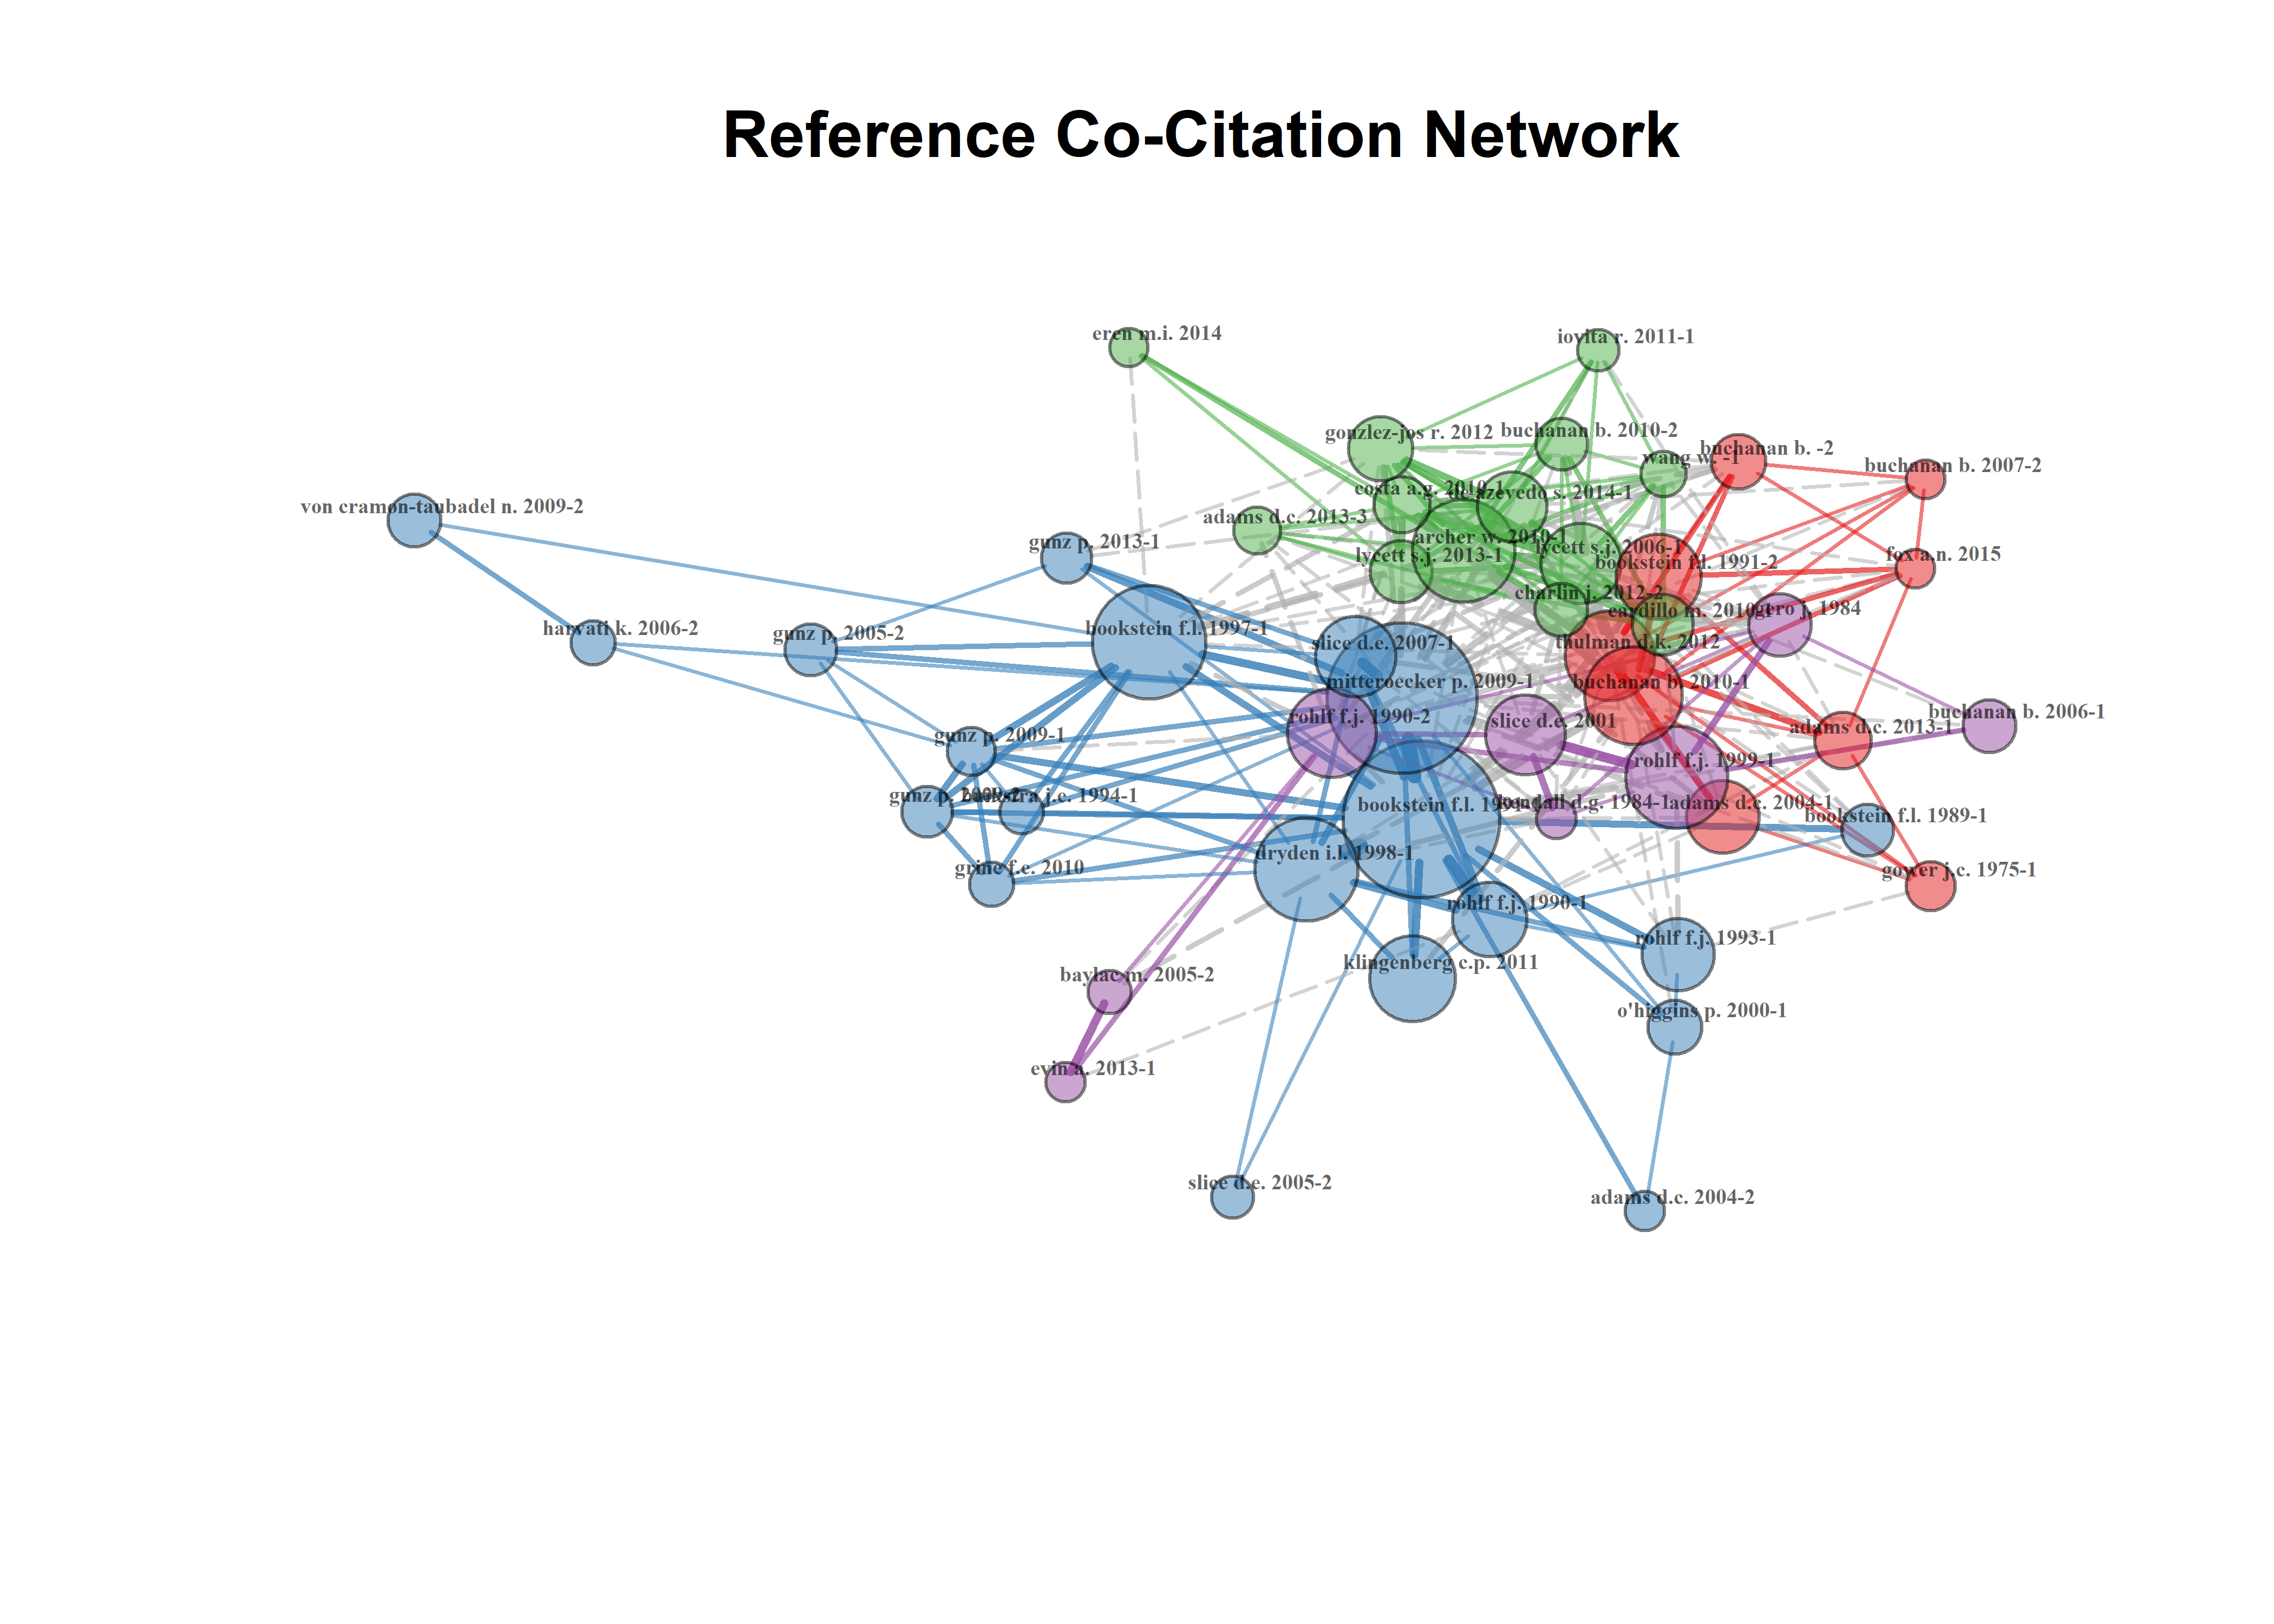 Reference Co-Citation Network
eren m.i. 2014
iovita r. 2011-1
gonzlez-jos r. 2012
buchanan b. 2010-2
buchanan b. -2
wang w. -1
buchanan b. 2007-2
costa a.g. 2010-1
de azevedo s. 2014-1
von cramon-taubadel n. 2009-2
adams d.c. 2013-3
gunz p. 2013-1
archer w. 2010-1
lycett s.j. 2006-1
lycett s.j. 2013-1
bookstein f.l. 1991-2
fox a.n. 2015
charlin j. 2012-2
cardillo m. 2010-1
gero j. 1984
harvati k. 2006-2
gunz p. 2005-2
bookstein f.l. 1997-1
slice d.e. 2007-1
thulman d.k. 2012
mitteroecker p. 2009-1
buchanan b. 2010-1
rohlf f.j. 1990-2
slice d.e. 2001
buchanan b. 2006-1
gunz p. 2009-1
adams d.c. 2013-1
rohlf f.j. 1999-1
gunz p.
j.e. 1994-1
bookstein f.l.
kendall d.g. 1984-1
adams d.c. 2004-1
bookstein f.l. 1989-1
dryden i.l. 1998-1
grine f.e. 2010
gower j.c. 1975-1
rohlf f.j. 1990-1
rohlf f.j. 1993-1
klingenberg c.p. 2011
baylac m. 2005-2
o'higgins p. 2000-1
evin a. 2013-1
slice d.e. 2005-2
adams d.c. 2004-2